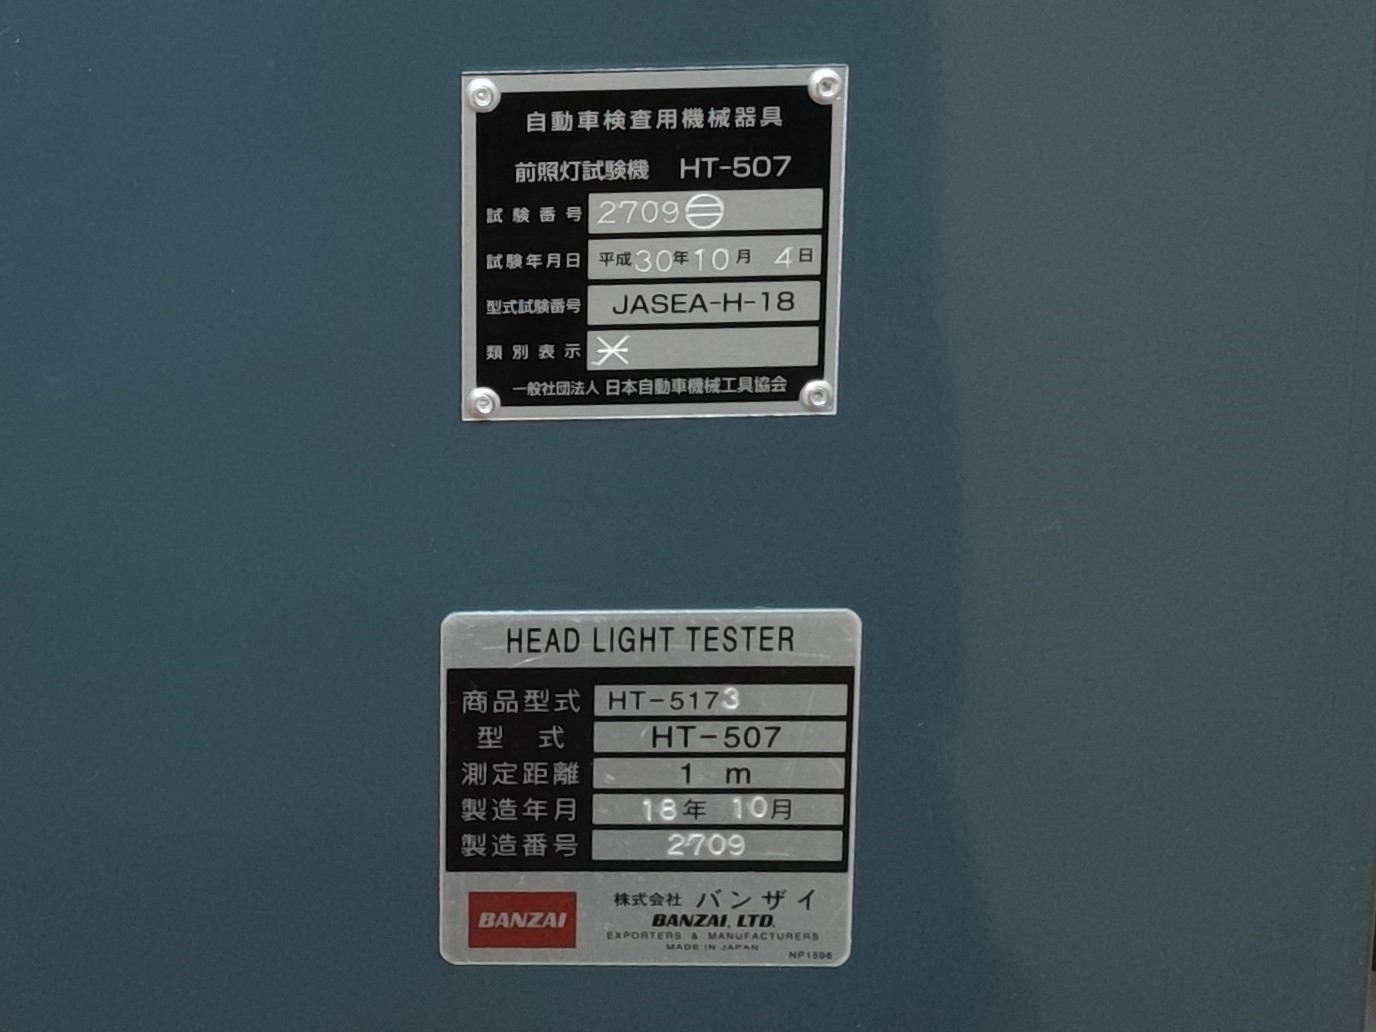 自動車検査用機械器具
前照灯試験機 HT-507
試験番号 2709
試験年月日 平成30年10月 4日
型式試験番号 JASEA-H-18
類別表示
一般社団法人 日本自動車機械工具協会
HEAD LIGHT TESTER
商品型式 HT-5173
型式 HT-507
測定距離 1 m
製造年月 18年 10月
製造番号 2709
BANZAI
株式会社 バンザイ
BANZAI, LTD.
EXPORTERS & MANUFACTURERS
MADE IN JAPAN
NP1596